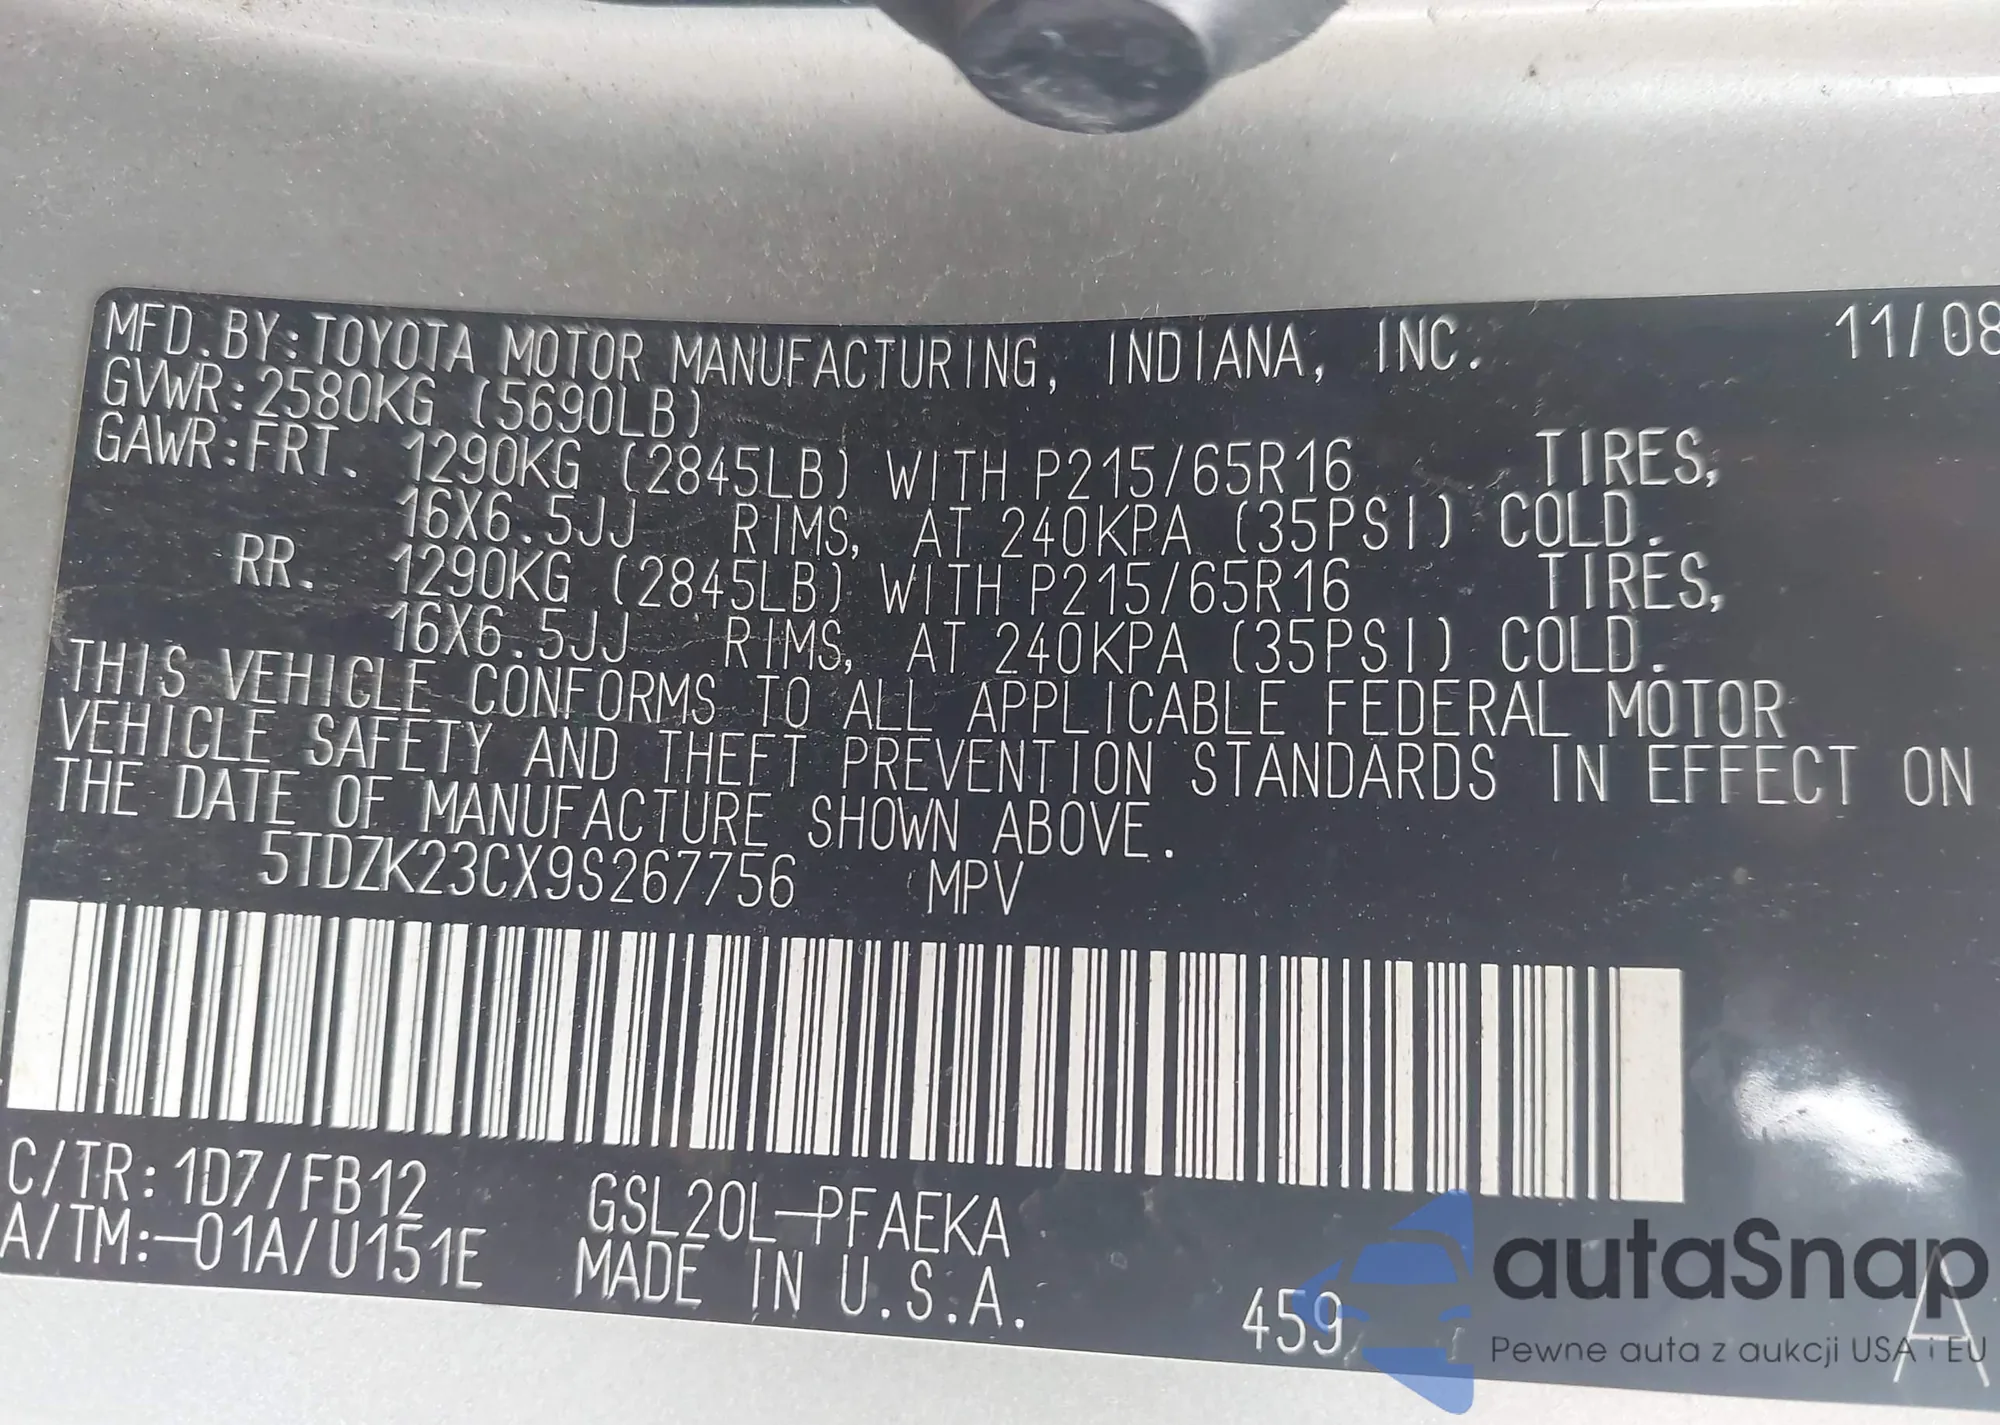 MFD. BY: TOYOTA MOTOR MANUFACTURING, INDIANA, INC. 11/08
GVWR: 2580KG (5690LB)
GAWR: FRT. 1290KG (2845LB) WITH P215/65R16 TIRES,
16X6.5JJ RIMS, AT 240KPA (35PSI) COLD.
RR. 1290KG (2845LB) WITH P215/65R16 TIRES,
16X6.5JJ RIMS, AT 240KPA (35PSI) COLD.
THIS VEHICLE CONFORMS TO ALL APPLICABLE FEDERAL MOTOR
VEHICLE SAFETY AND THEFT PREVENTION STANDARDS IN EFFECT ON
THE DATE OF MANUFACTURE SHOWN ABOVE.
5TDZK23CX9S267756 MPV
C/TR: 1D7/FB12 GSL20L-PFAEKA
A/TM:-01A/U151E MADE IN U.S.A. 459 A
autaSnap
Pewne auta z aukcji USA i EU